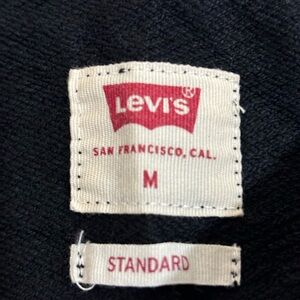 Levi's®
SAN FRANCISCO, CAL.
M
STANDARD